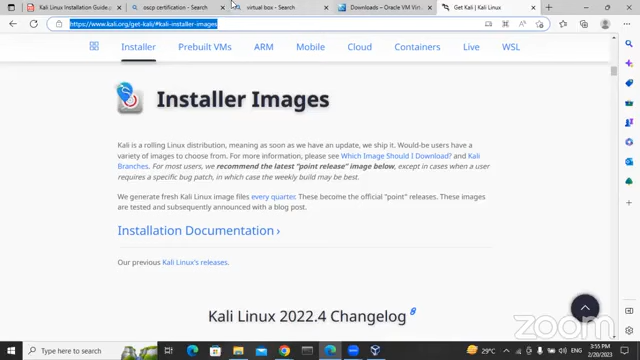 Kali Linux Installation Guide
oscp certification - Search
virtual box - Search
Downloads – Oracle VM Virt
Get Kali | Kali Linux
https://www.kali.org/get-kali/#kali-installer-images
Installer Prebuilt VMs ARM Mobile Cloud Containers Live WSL
Installer Images
Kali is a rolling Linux distribution, meaning as soon as we have an update, we ship it. Would-be users have a
variety of images to choose from. For more information, please see Which Image Should I Download? and Kali
Branches. For most users, we recommend the latest "point release" image below, except in cases when a user
requires a specific bug patch, in which case the weekly build may be best.
We generate fresh Kali Linux image files every quarter. These become the official "point" releases. These images
are tested and subsequently announced with a blog post.
Installation Documentation ›
Our previous Kali Linux's releases.
Kali Linux 2022.4 Changelog
zoom
Type here to search
29°C
3:55 PM
2/20/2023